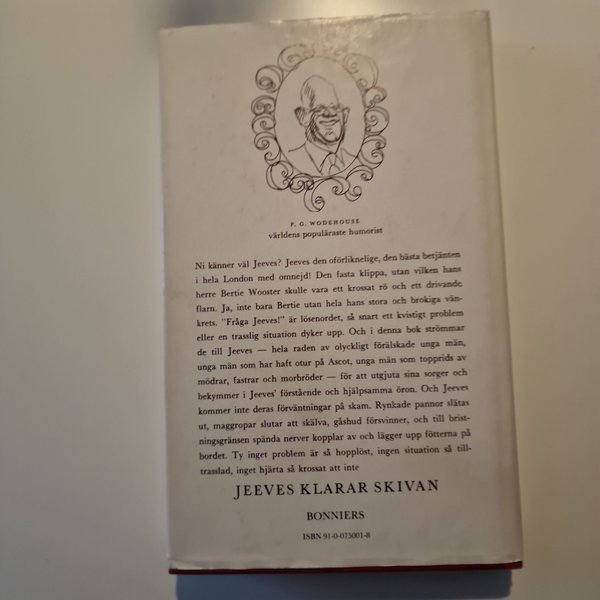 P. G. WODEHOUSE
världens populäraste humorist
Ni känner väl Jeeves? Jeeves den oförliknelige, den bästa betjänten
i hela London med omnejd! Den fasta klippa, utan vilken hans
herre Bertie Wooster skulle vara ett krossat rö och ett drivande
flarn. Ja, inte bara Bertie utan hela hans stora och brokiga vän-
krets. "Fråga Jeeves!" är lösenordet, så snart ett kvistigt problem
eller en trasslig situation dyker upp. Och i denna bok strömmar
de till Jeeves — hela raden av olyckligt förälskade unga män,
unga män som har haft otur på Ascot, unga män som topprids av
mödrar, fastrar och morbröder — för att utgjuta sina sorger och
bekymmer i Jeeves' förstående och hjälpsamma öron. Och Jeeves
kommer inte deras förväntningar på skam. Rynkade pannor slätas
ut, maggropar slutar att skälva, gåshud försvinner, och till brist-
ningsgränsen spända nerver kopplar av och lägger upp fötterna på
bordet. Ty inget problem är så hopplöst, ingen situation så till-
trasslad, inget hjärta så krossat att inte
JEEVES KLARAR SKIVAN
BONNIERS
ISBN 91-0-075001-8